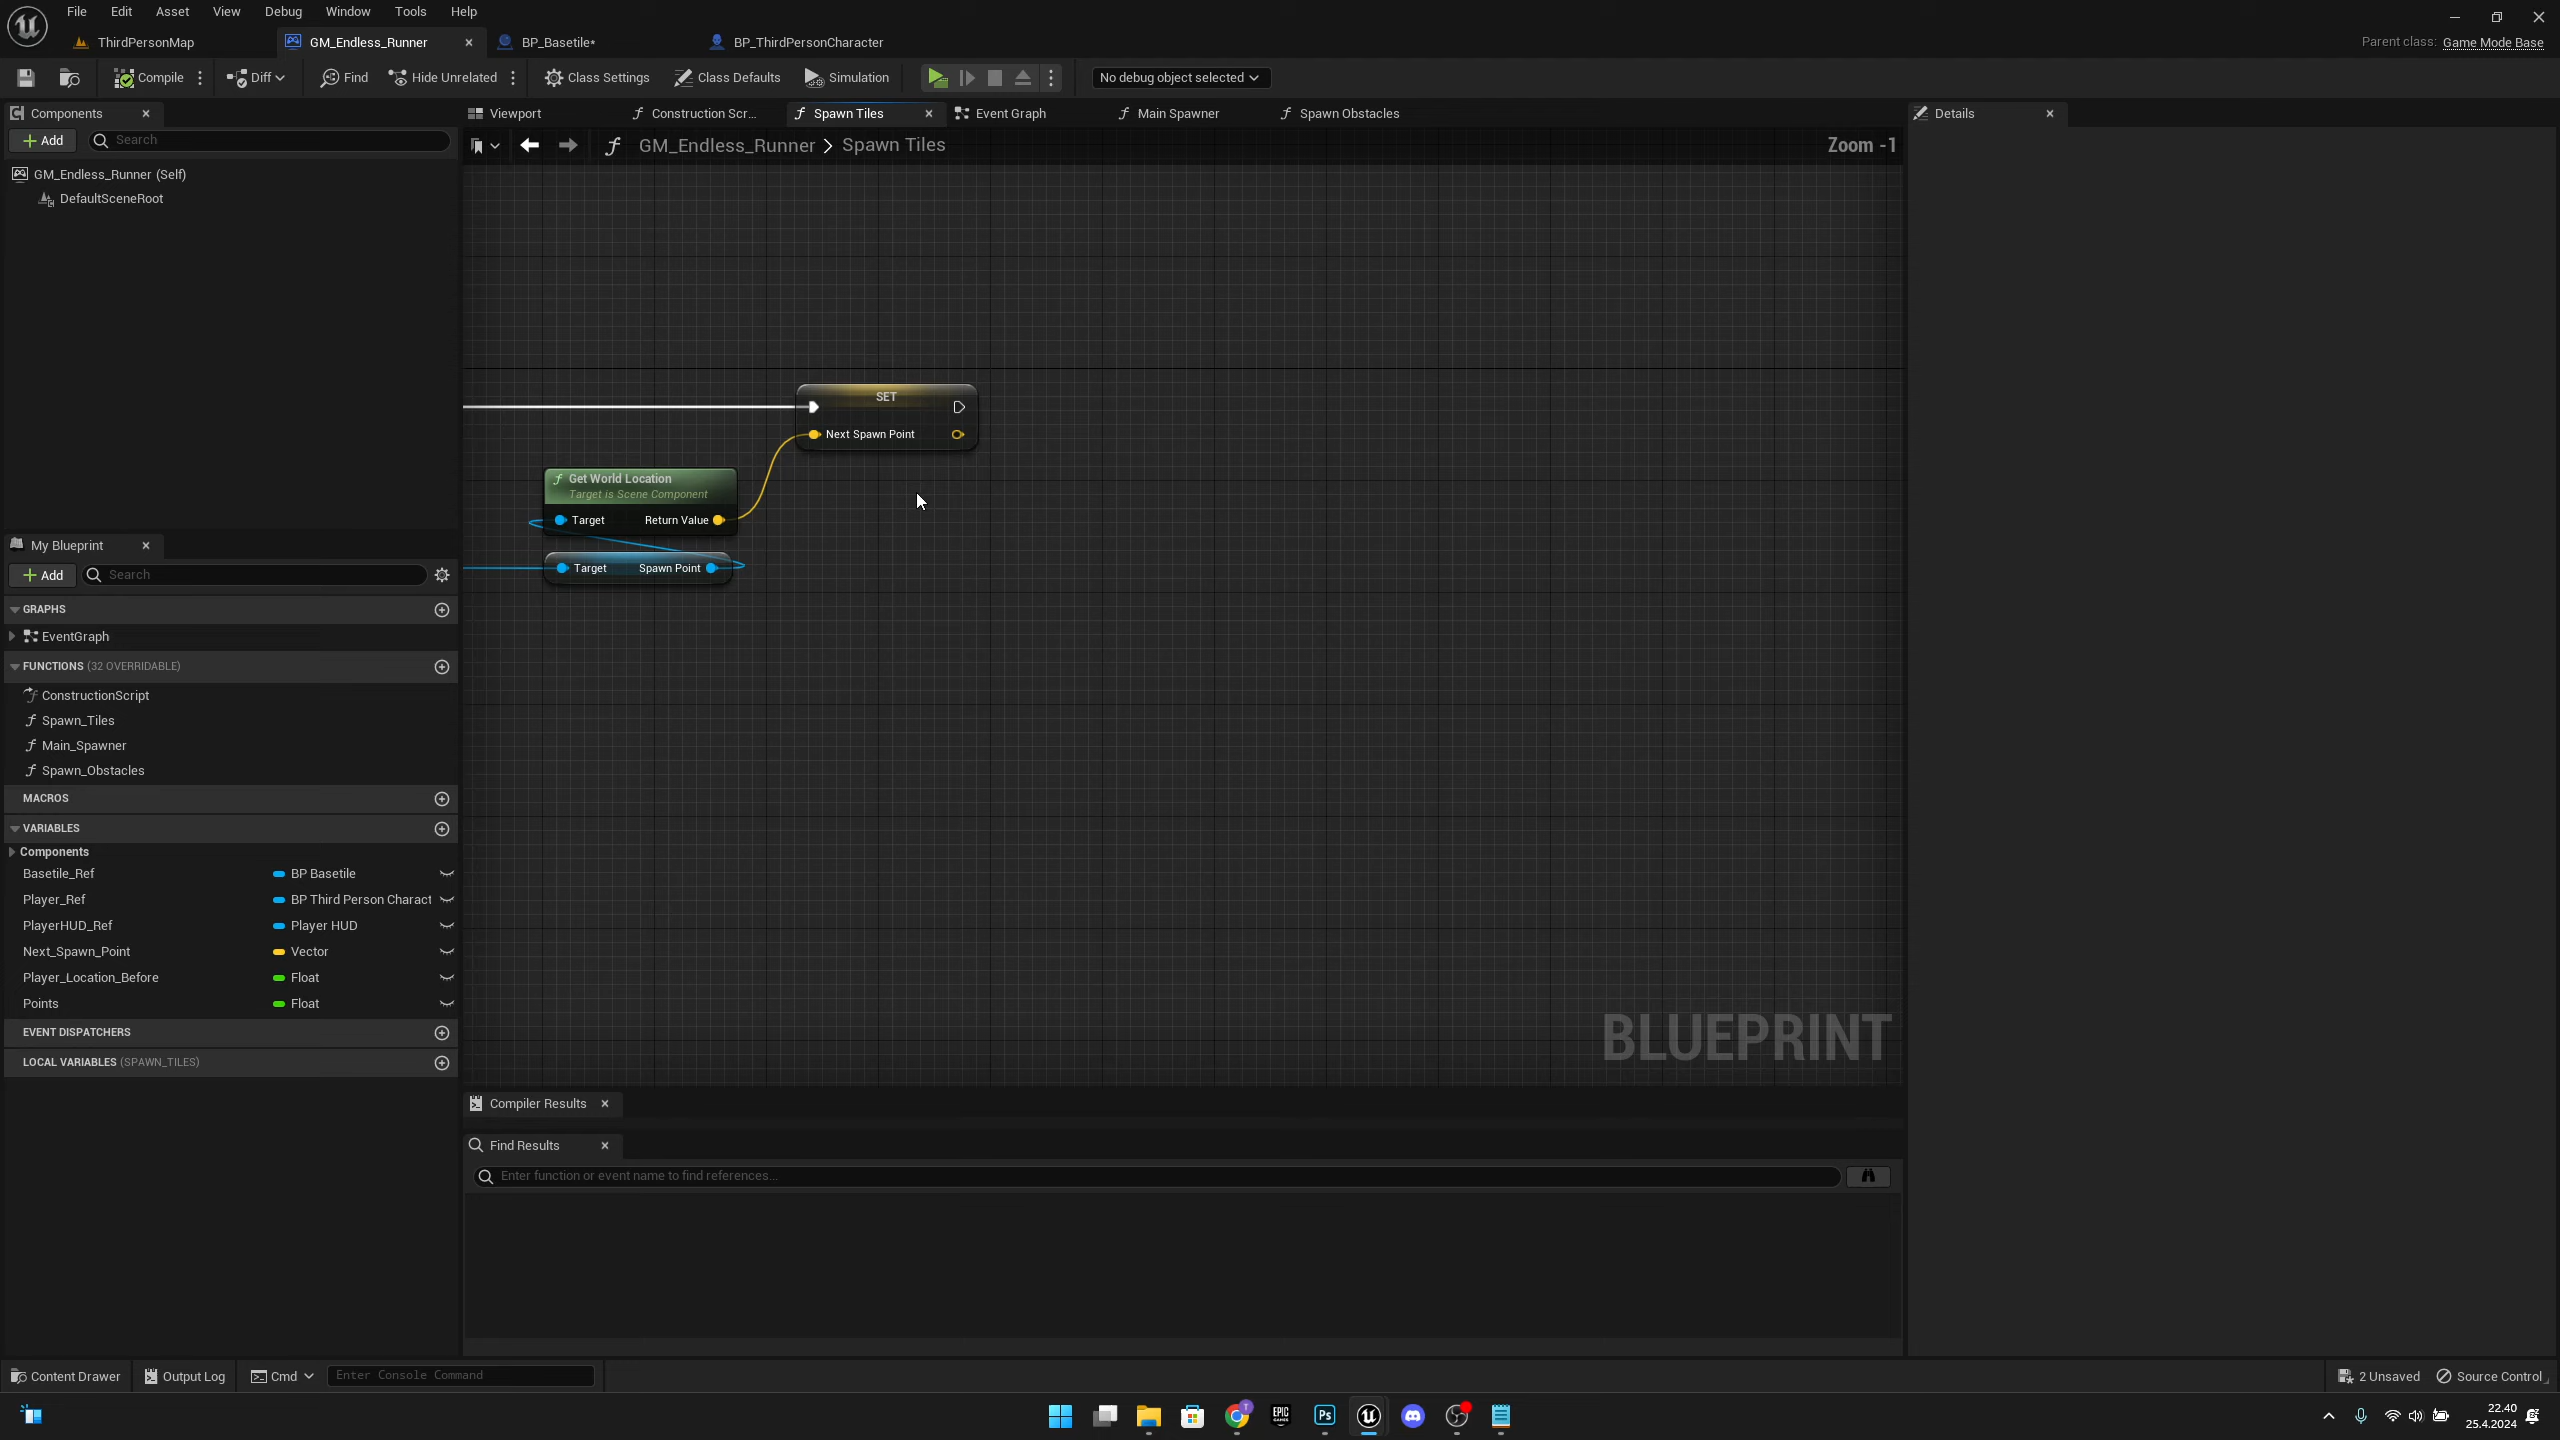 File Edit Asset View Debug Window Tools Help
ThirdPersonMap GM_Endless_Runner BP_Basetile* BP_ThirdPersonCharacter Parent class: Game Mode Base
Compile Diff Find Hide Unrelated Class Settings Class Defaults Simulation No debug object selected
Components Viewport Construction Scr... Spawn Tiles Event Graph Main Spawner Spawn Obstacles Details
Add Search GM_Endless_Runner > Spawn Tiles Zoom -1
GM_Endless_Runner (Self)
DefaultSceneRoot
SET
Next Spawn Point
Get World Location
Target is Scene Component
Target Return Value
Target Spawn Point
My Blueprint
Add Search
GRAPHS
EventGraph
FUNCTIONS (32 OVERRIDABLE)
ConstructionScript
Spawn_Tiles
Main_Spawner
Spawn_Obstacles
MACROS
VARIABLES
Components
Basetile_Ref BP Basetile
Player_Ref BP Third Person Charact
PlayerHUD_Ref Player HUD
Next_Spawn_Point Vector
Player_Location_Before Float
Points Float
EVENT DISPATCHERS
LOCAL VARIABLES (SPAWN_TILES)
BLUEPRINT
Compiler Results
Find Results
Enter function or event name to find references...
Content Drawer Output Log Cmd Enter Console Command 2 Unsaved Source Control
EPIC GAMES Ps
22.40
25.4.2024